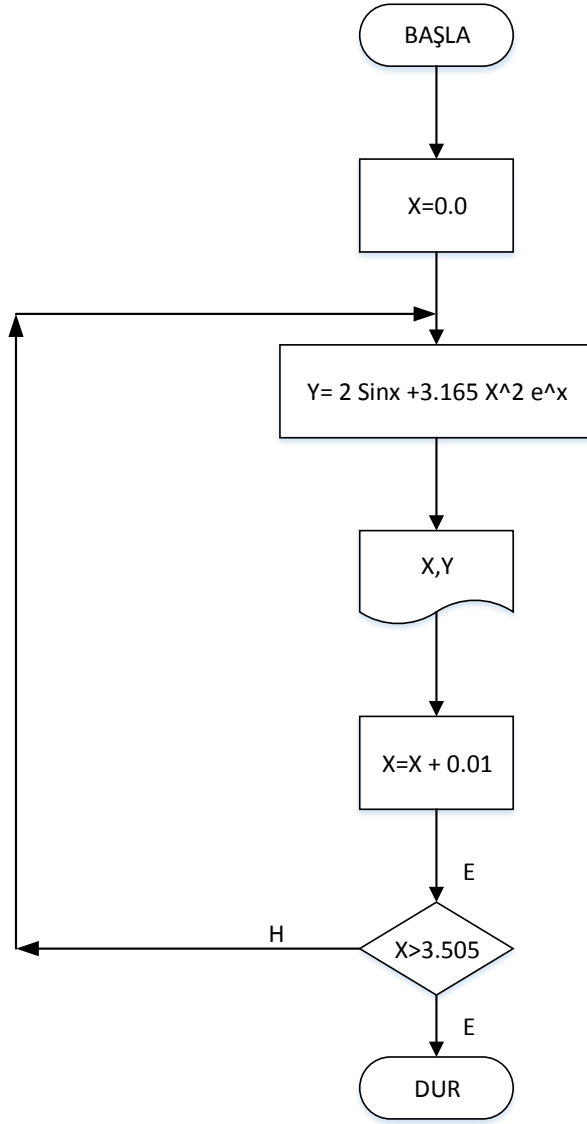 BAŞLA
X=0.0
Y= 2 Sinx +3.165 X^2 e^x
X,Y
X=X + 0.01
E
H
X>3.505
E
DUR